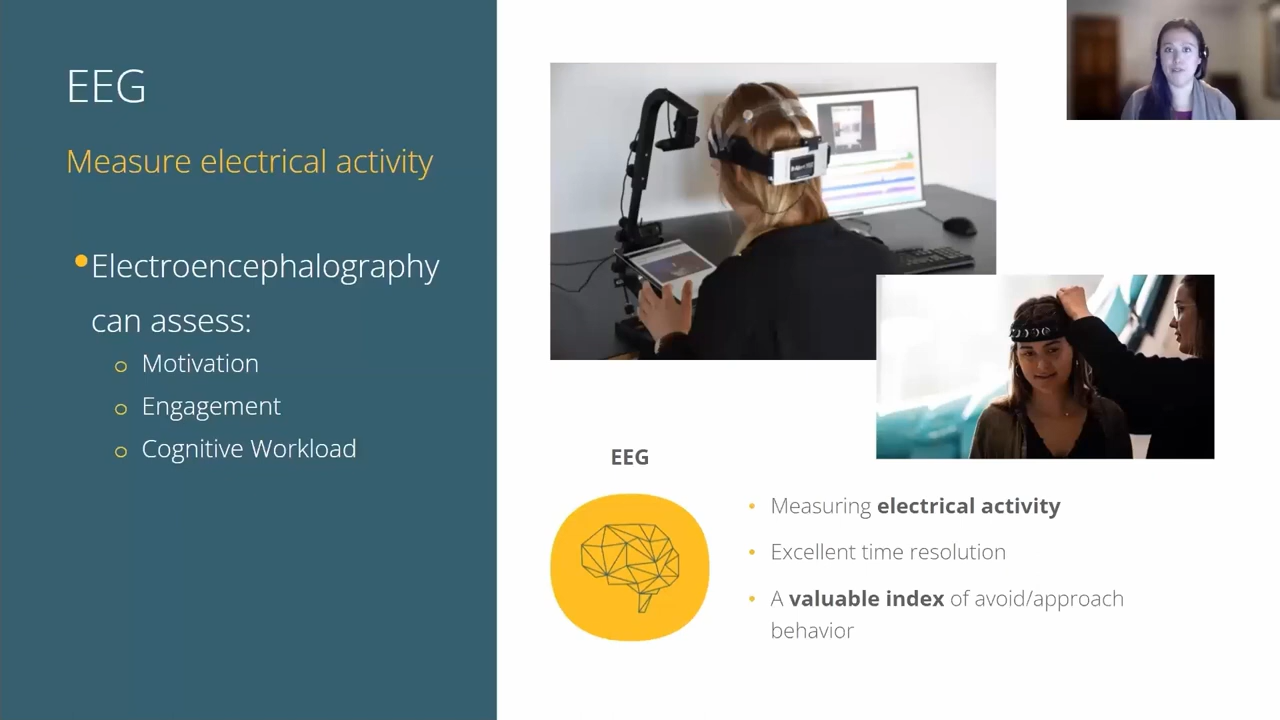 EEG
Measure electrical activity
•Electroencephalography
can assess:
o Motivation
o Engagement
o Cognitive Workload
EEG
• Measuring electrical activity
• Excellent time resolution
• A valuable index of avoid/approach
behavior